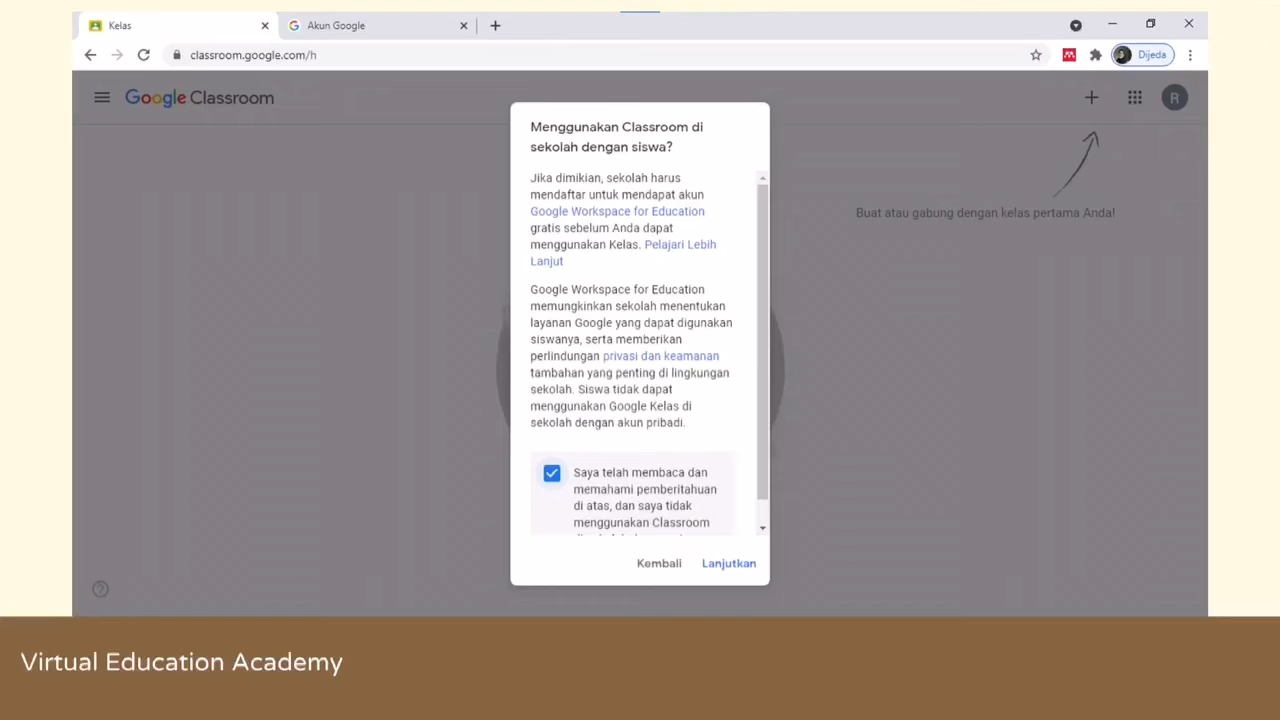 Kelas
Akun Google
classroom.google.com/h
Dijeda
Google Classroom
R
Menggunakan Classroom di
sekolah dengan siswa?
Jika dimikian, sekolah harus
mendaftar untuk mendapat akun
Google Workspace for Education
gratis sebelum Anda dapat
menggunakan Kelas. Pelajari Lebih
Lanjut
Google Workspace for Education
memungkinkan sekolah menentukan
layanan Google yang dapat digunakan
siswanya, serta memberikan
perlindungan privasi dan keamanan
tambahan yang penting di lingkungan
sekolah. Siswa tidak dapat
menggunakan Google Kelas di
sekolah dengan akun pribadi.
Saya telah membaca dan
memahami pemberitahuan
di atas, dan saya tidak
menggunakan Classroom
Kembali
Lanjutkan
Buat atau gabung dengan kelas pertama Anda!
Virtual Education Academy